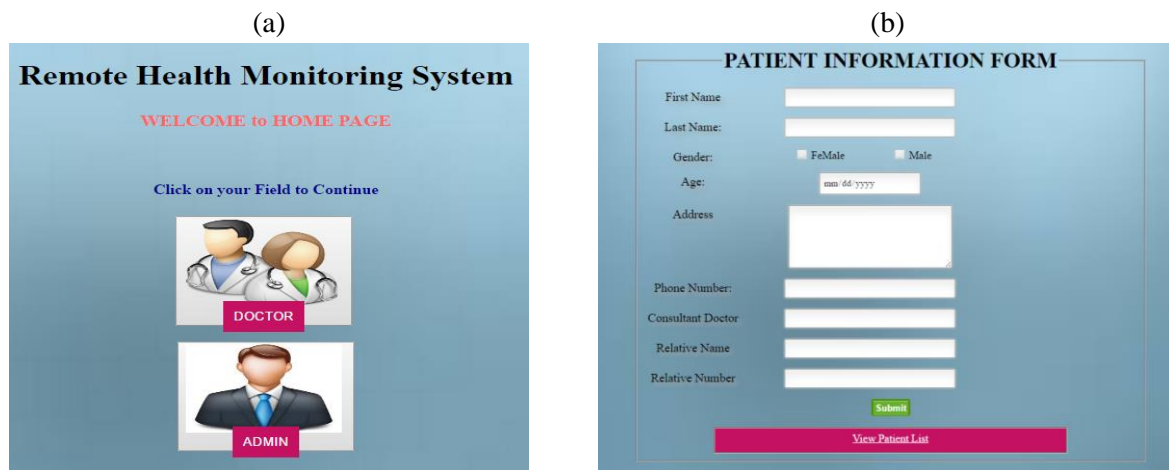 (a)
Remote Health Monitoring System
WELCOME to HOME PAGE
Click on your Field to Continue
DOCTOR
ADMIN
(b)
PATIENT INFORMATION FORM
First Name
Last Name:
Gender:
FeMale
Male
Age:
mm/dd/yyyy
Address
Phone Number:
Consultant Doctor
Relative Name
Relative Number
Submit
View Patient List